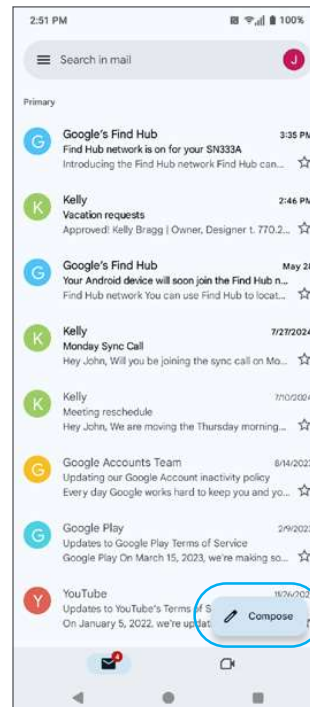 2:51 PM 100%
Search in mail J
Primary
G Google's Find Hub 3:35 PM
Find Hub network is on for your SN333A
Introducing the Find Hub network Find Hub can...
K Kelly 2:46 PM
Vacation requests
Approved! Kelly Bragg | Owner, Designer t. 770.2...
G Google's Find Hub May 28
Your Android device will soon join the Find Hub n...
Find Hub network You can use Find Hub to locat...
K Kelly 7/27/2024
Monday Sync Call
Hey John, Will you be joining the sync call on Mo...
K Kelly 7/10/2024
Meeting reschedule
Hey John, We are moving the Thursday morning...
G Google Accounts Team 8/14/2023
Updating our Google Account inactivity policy
Every day Google works hard to keep you and yo...
G Google Play 2/9/2023
Updates to Google Play Terms of Service
Google Play On March 15, 2023, we're making so...
Y YouTube
Updates to YouTube's Terms of S
On January 5, 2022, we're updat
Compose
4